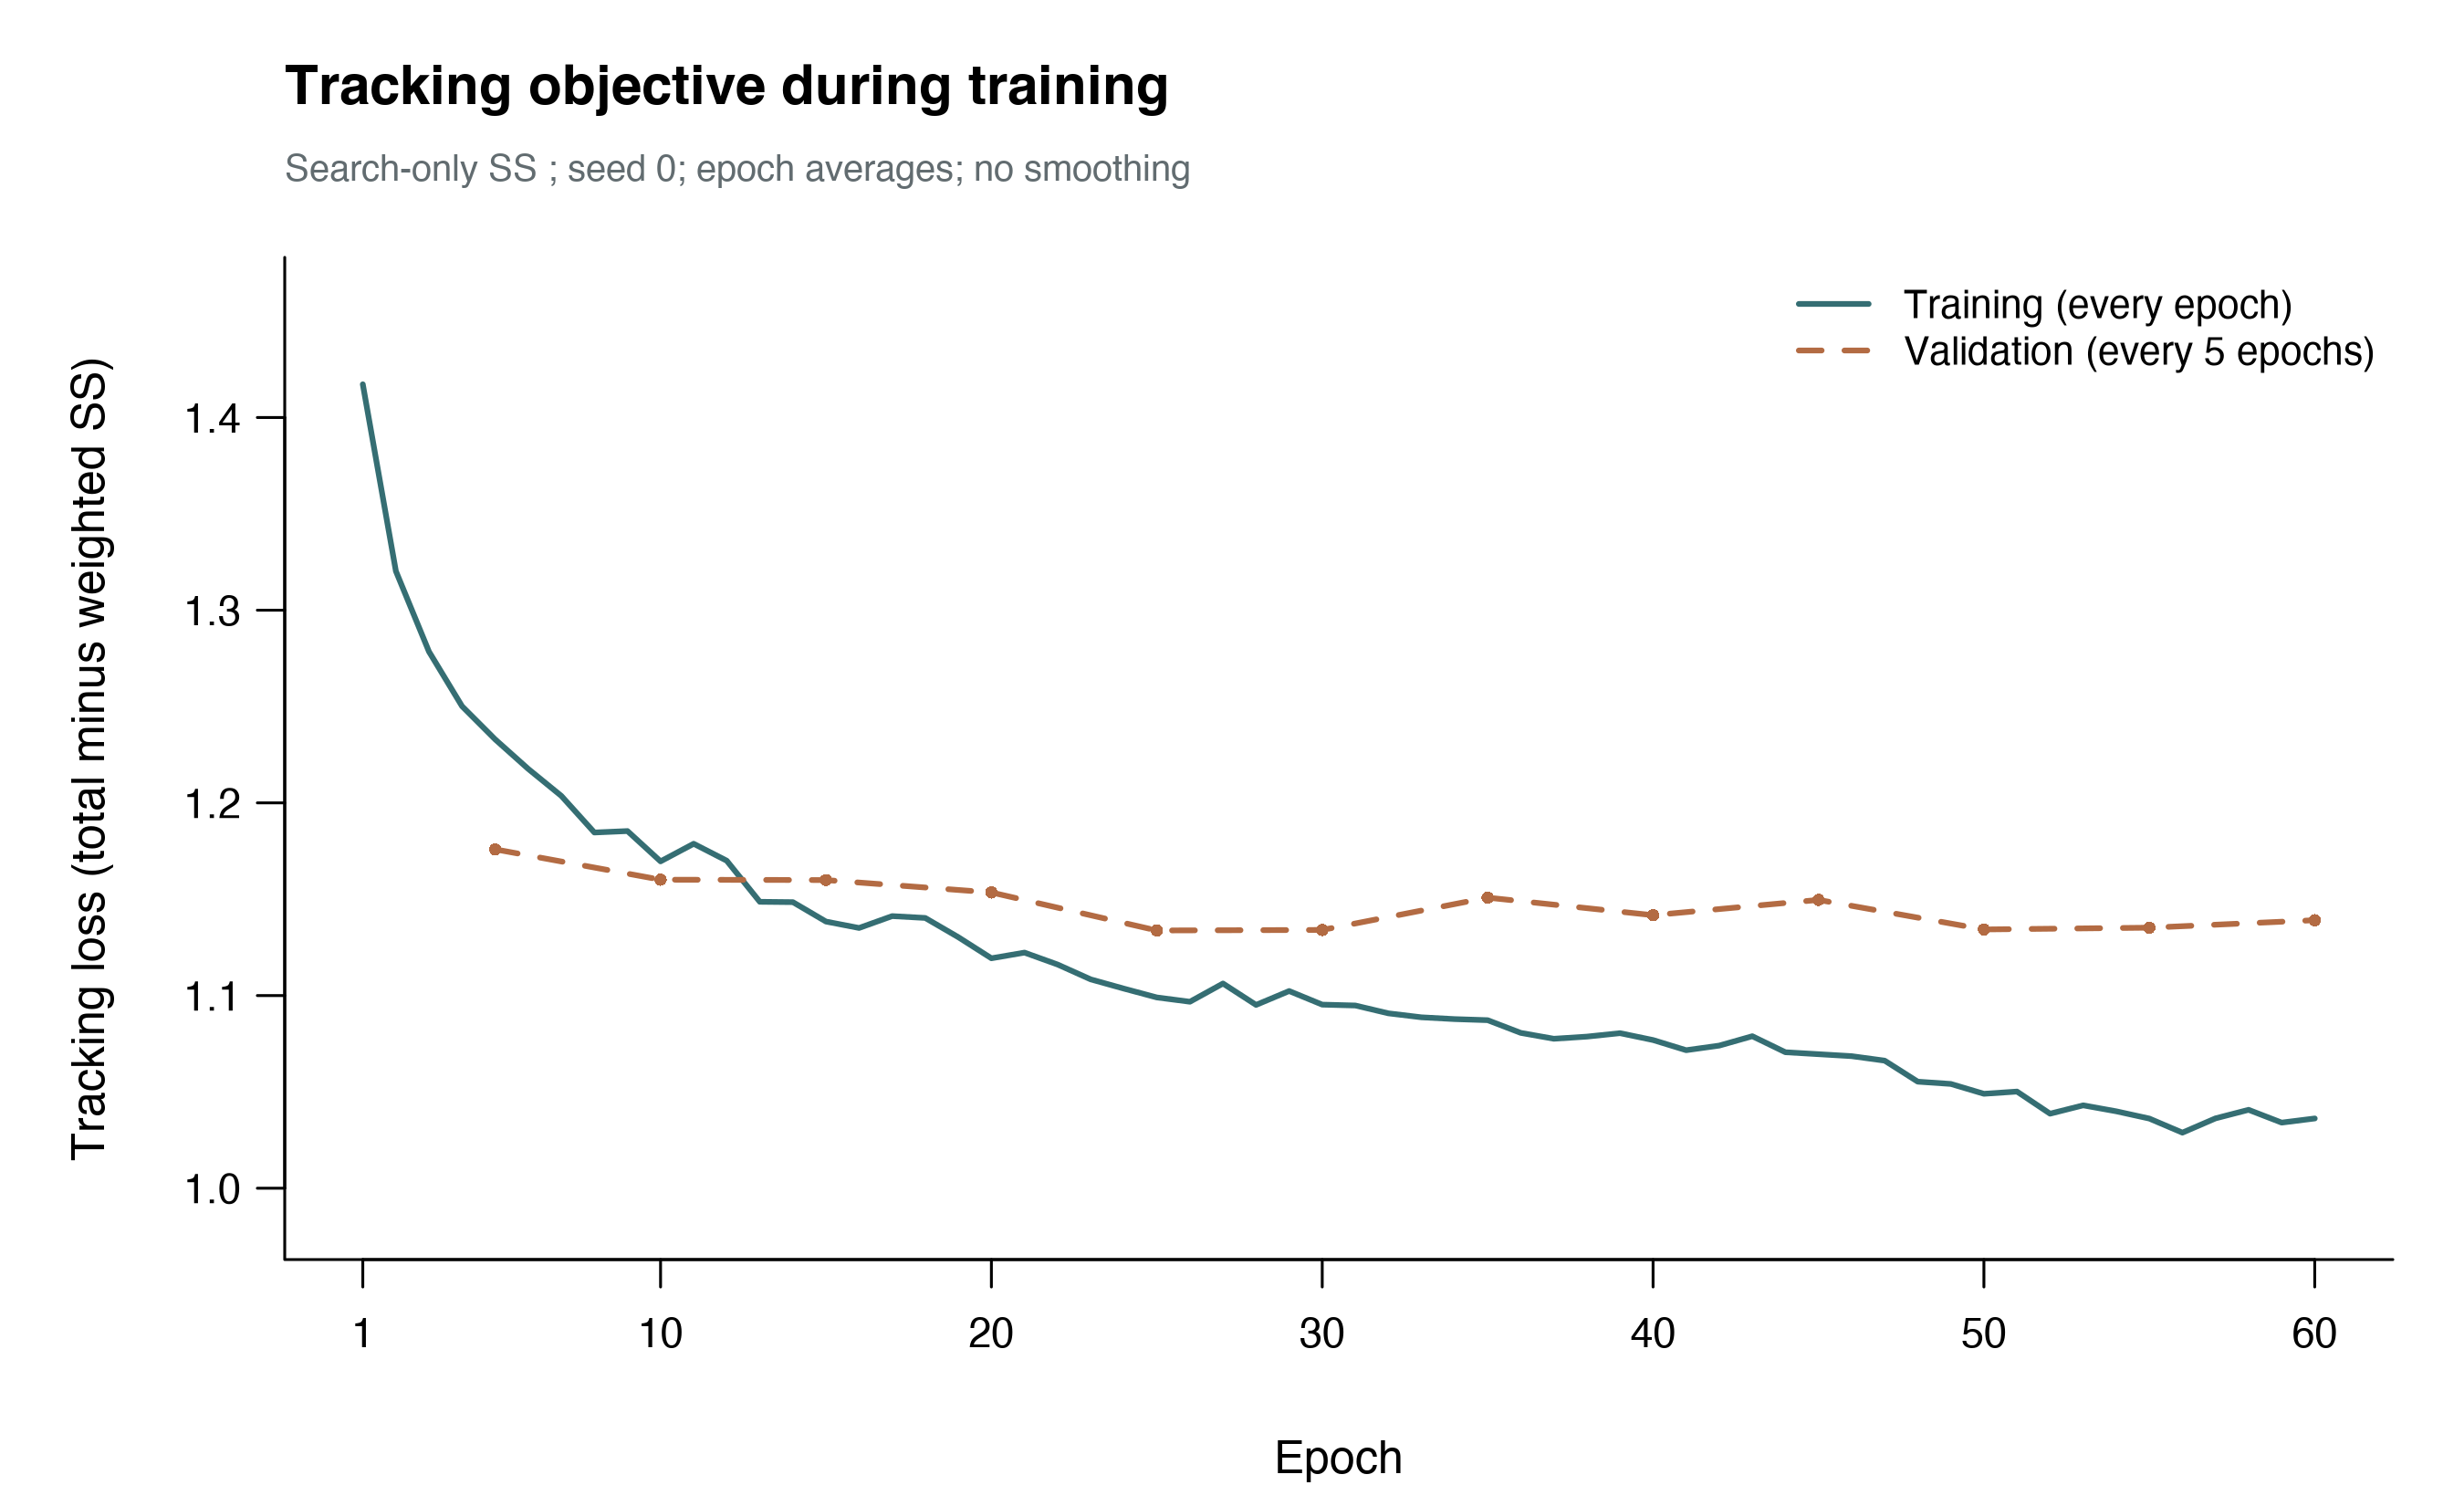 Tracking objective during training
Search-only SS ; seed 0; epoch averages; no smoothing
Training (every epoch)
Validation (every 5 epochs)
Tracking loss (total minus weighted SS)
1.4
1.3
1.2
1.1
1.0
1 10 20 30 40 50 60
Epoch